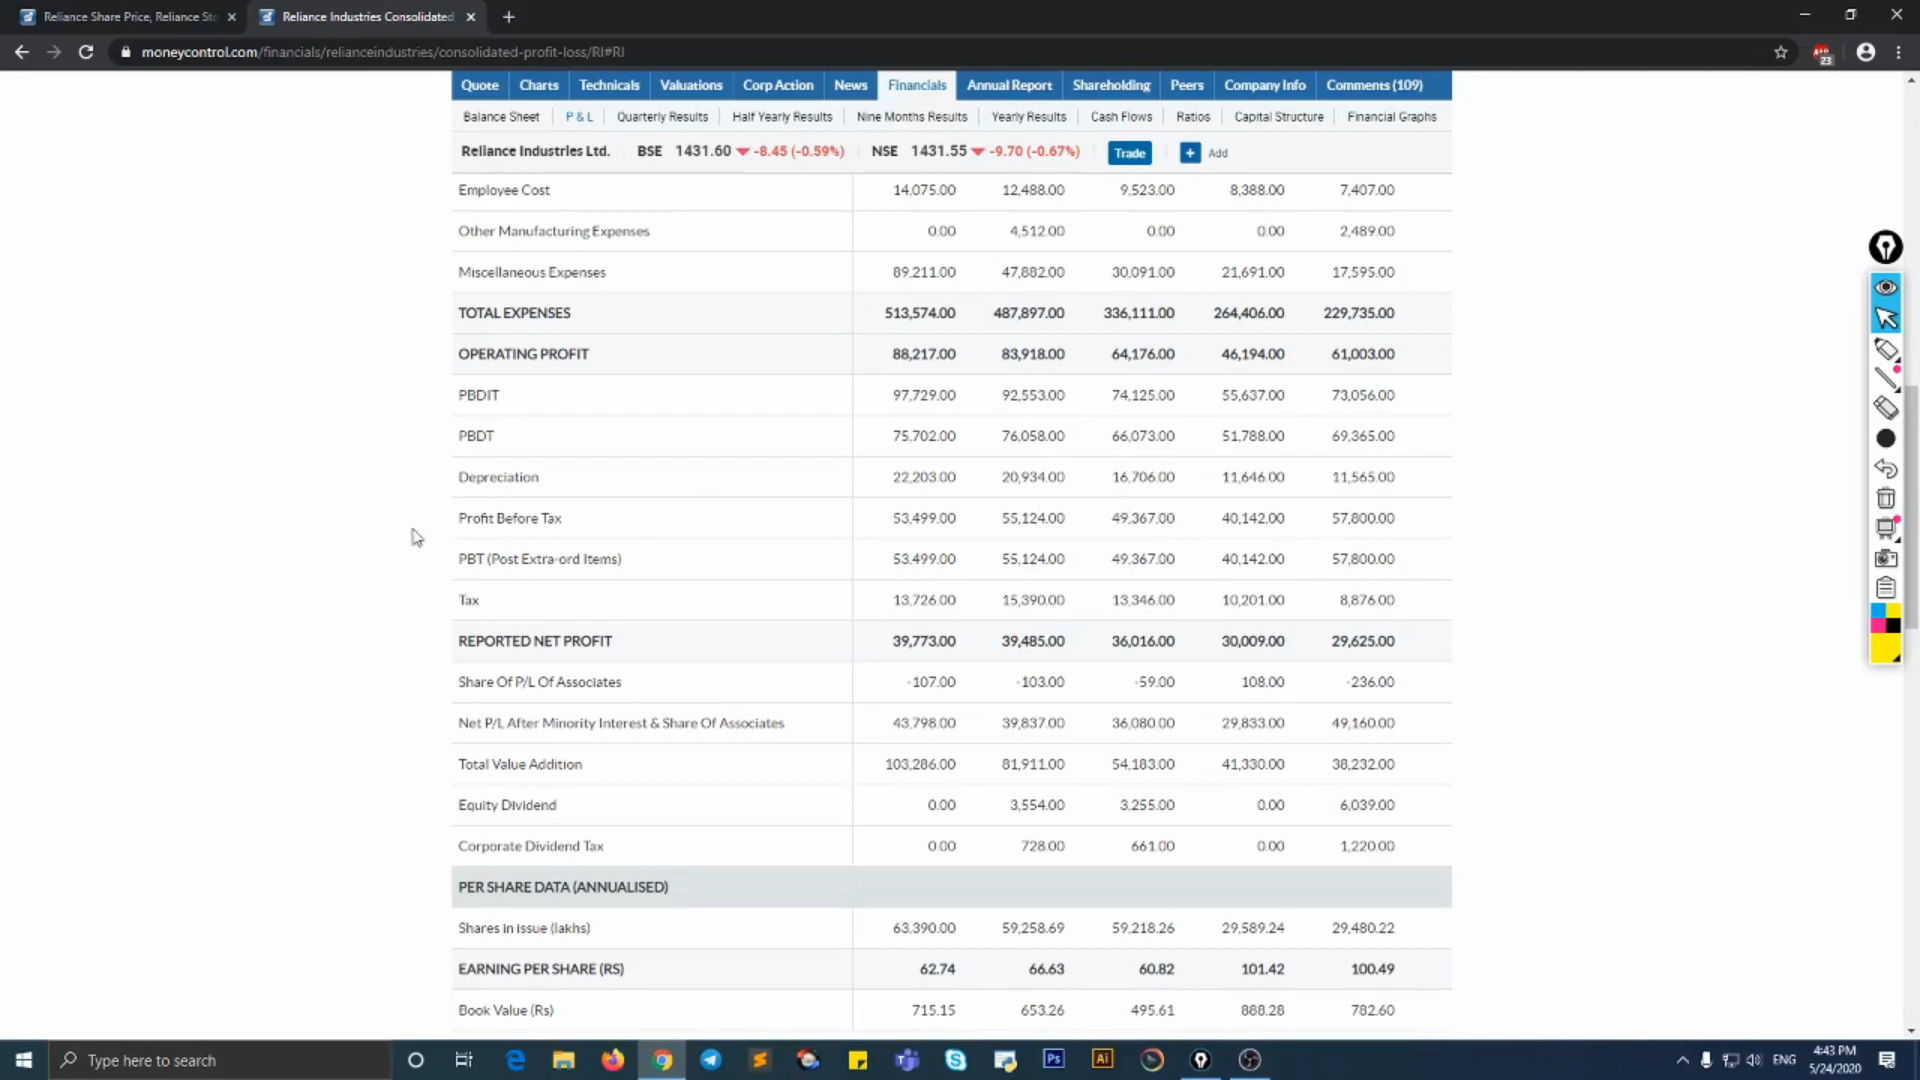 Reliance Share Price, Reliance Sto
Reliance Industries Consolidated
moneycontrol.com/financials/relianceindustries/consolidated-profit-loss/RI#RI
23
Quote Charts Technicals Valuations Corp Action News Financials Annual Report Shareholding Peers Company Info Comments (109)
Balance Sheet P & L Quarterly Results Half Yearly Results Nine Months Results Yearly Results Cash Flows Ratios Capital Structure Financial Graphs
Reliance Industries Ltd. BSE 1431.60 -8.45 (-0.59%) NSE 1431.55 -9.70 (-0.67%) Trade + Add
Employee Cost 14,075.00 12,488.00 9,523.00 8,388.00 7,407.00
Other Manufacturing Expenses 0.00 4,512.00 0.00 0.00 2,489.00
Miscellaneous Expenses 89,211.00 47,882.00 30,091.00 21,691.00 17,595.00
TOTAL EXPENSES 513,574.00 487,897.00 336,111.00 264,406.00 229,735.00
OPERATING PROFIT 88,217.00 83,918.00 64,176.00 46,194.00 61,003.00
PBDIT 97,729.00 92,553.00 74,125.00 55,637.00 73,056.00
PBDT 75,702.00 76,058.00 66,073.00 51,788.00 69,365.00
Depreciation 22,203.00 20,934.00 16,706.00 11,646.00 11,565.00
Profit Before Tax 53,499.00 55,124.00 49,367.00 40,142.00 57,800.00
PBT (Post Extra-ord Items) 53,499.00 55,124.00 49,367.00 40,142.00 57,800.00
Tax 13,726.00 15,390.00 13,346.00 10,201.00 8,876.00
REPORTED NET PROFIT 39,773.00 39,485.00 36,016.00 30,009.00 29,625.00
Share Of P/L Of Associates -107.00 -103.00 -59.00 108.00 -236.00
Net P/L After Minority Interest & Share Of Associates 43,798.00 39,837.00 36,080.00 29,833.00 49,160.00
Total Value Addition 103,286.00 81,911.00 54,183.00 41,330.00 38,232.00
Equity Dividend 0.00 3,554.00 3,255.00 0.00 6,039.00
Corporate Dividend Tax 0.00 728.00 661.00 0.00 1,220.00
PER SHARE DATA (ANNUALISED)
Shares in issue (lakhs) 63,390.00 59,258.69 59,218.26 29,589.24 29,480.22
EARNING PER SHARE (RS) 62.74 66.63 60.82 101.42 100.49
Book Value (Rs) 715.15 653.26 495.61 888.28 782.60
Type here to search
Ps
Ai
ENG
4:43 PM
5/24/2020